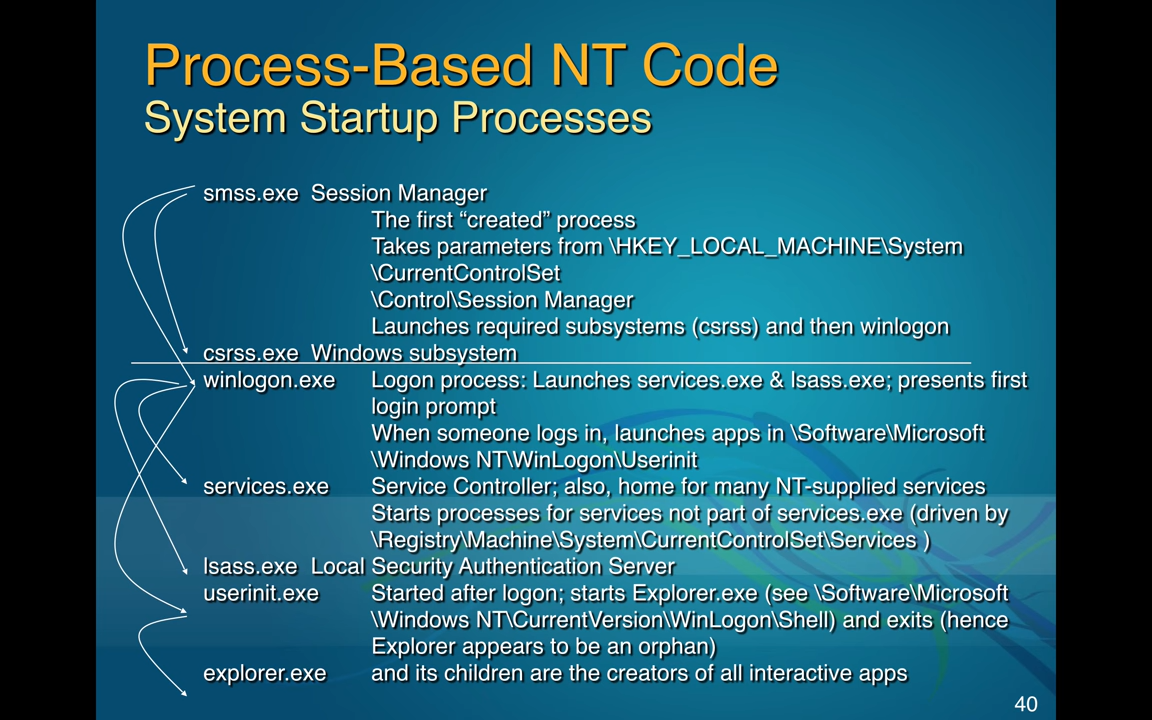 Process-Based NT Code
System Startup Processes
smss.exe Session Manager
The first “created” process
Takes parameters from \HKEY_LOCAL_MACHINE\System
\CurrentControlSet
\Control\Session Manager
Launches required subsystems (csrss) and then winlogon
csrss.exe Windows subsystem
winlogon.exe Logon process: Launches services.exe & lsass.exe; presents first
login prompt
When someone logs in, launches apps in \Software\Microsoft
\Windows NT\WinLogon\Userinit
services.exe Service Controller; also, home for many NT-supplied services
Starts processes for services not part of services.exe (driven by
\Registry\Machine\System\CurrentControlSet\Services )
lsass.exe Local Security Authentication Server
userinit.exe Started after logon; starts Explorer.exe (see \Software\Microsoft
\Windows NT\CurrentVersion\WinLogon\Shell) and exits (hence
Explorer appears to be an orphan)
explorer.exe and its children are the creators of all interactive apps
40